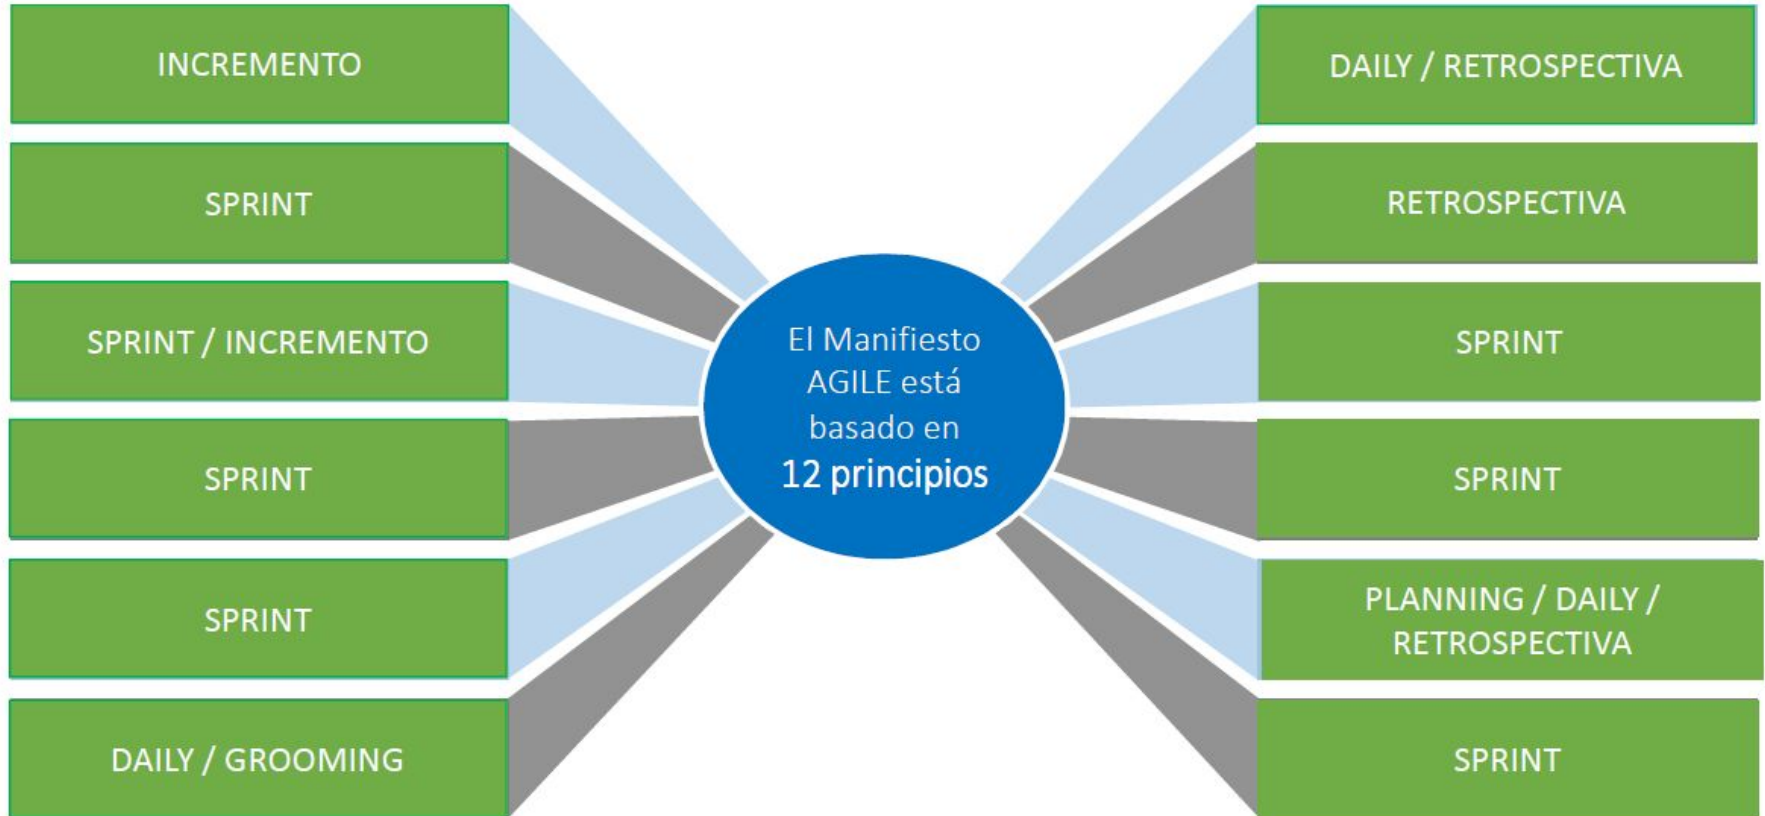 INCREMENTO
SPRINT
SPRINT / INCREMENTO
SPRINT
SPRINT
DAILY / GROOMING
El Manifiesto
AGILE está
basado en
12 principios
DAILY / RETROSPECTIVA
RETROSPECTIVA
SPRINT
SPRINT
PLANNING / DAILY /
RETROSPECTIVA
SPRINT